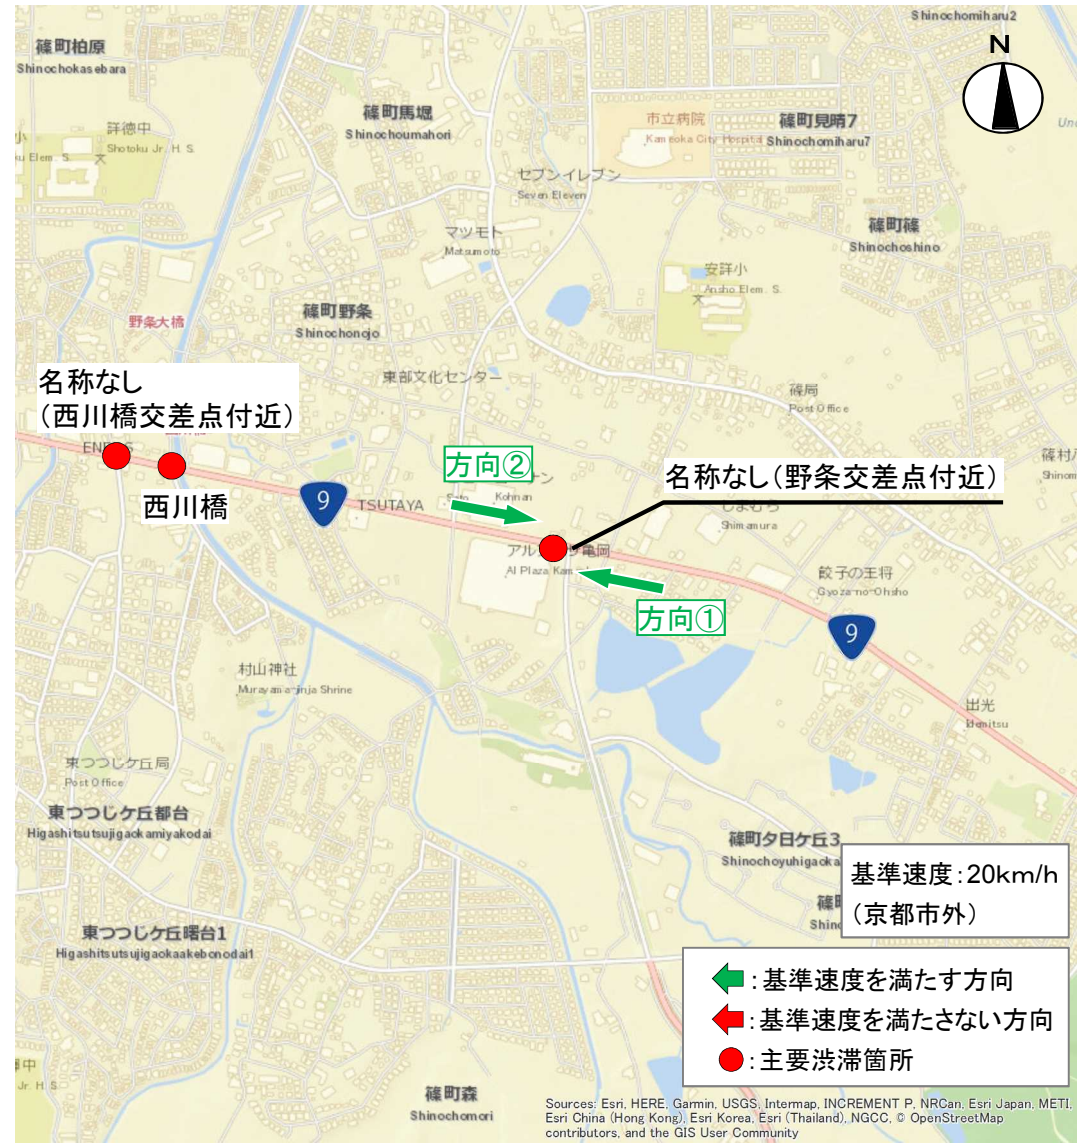 Shinochomiharu2
篠町柏原
Shinochokasebara
N
詳徳中
Shotoku Jr. H. S.
小
ku Elem. S.
篠町馬堀
Shinochoumahori
市立病院
Kameoka City Hospital
篠町見晴7
Shinochomiharu7
セブンイレブン
Seven Eleven
マツモト
Matsumoto
篠町篠
Shinochoshino
安詳小
Ansho Elem. S.
篠町野条
Shinochonojo
野条大橋
名称なし
(西川橋交差点付近)
東部文化センター
篠局
Post Office
西川橋
9
TSUTAYA
方向②
Kohnan
名称なし(野条交差点付近)
Shimamura
Al Plaza
方向①
餃子の王将
Gyoza-no-Ohsho
9
村山神社
Murayama-jinja Shrine
出光
Idemitsu
東つつじケ丘局
Post Office
東つつじケ丘都台
Higashitsutsujigaokamiyakodai
篠町夕日ケ丘3
Shinochoyuhigaoka
基準速度:20km/h
(京都市外)
東つつじケ丘曙台1
Higashitsutsujigaokaakebonodai1
:基準速度を満たす方向
:基準速度を満たさない方向
:主要渋滞箇所
Jr. H. S.
篠町森
Shinochomori
Sources: Esri, HERE, Garmin, USGS, Intermap, INCREMENT P, NRCan, Esri Japan, METI,
Esri China (Hong Kong), Esri Korea, Esri (Thailand), NGCC, © OpenStreetMap
contributors, and the GIS User Community